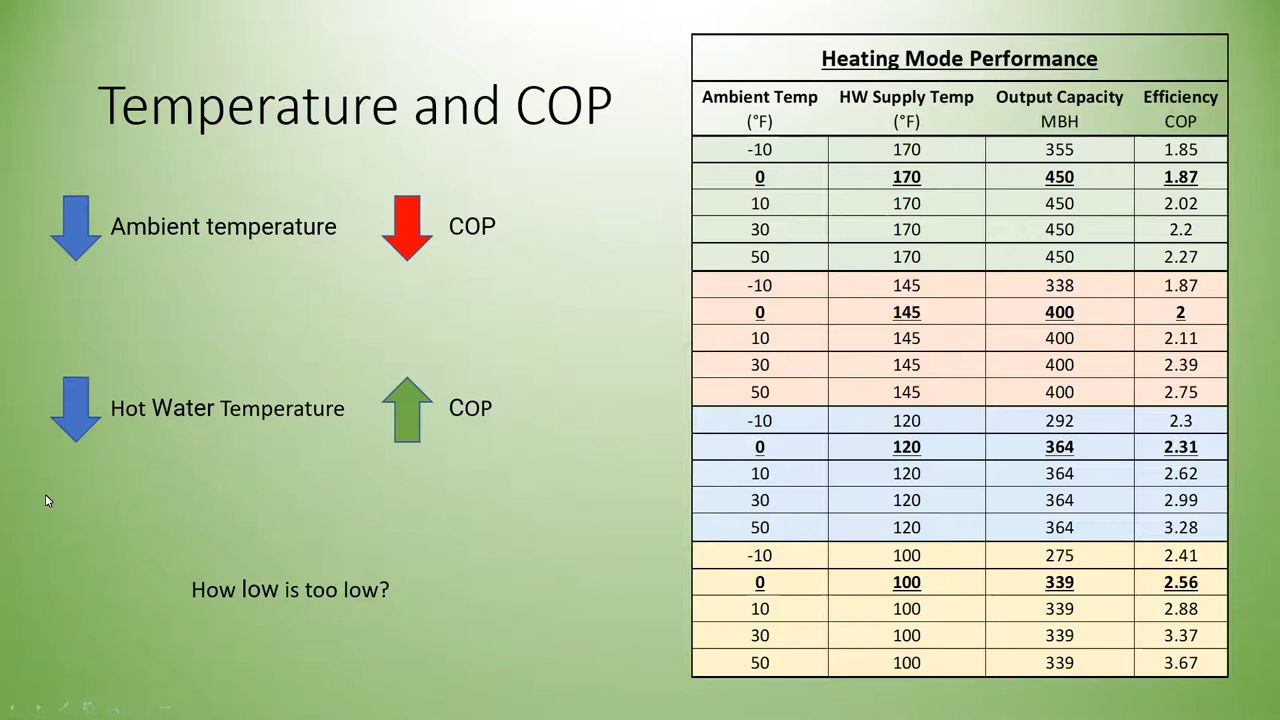 Temperature and COP
Ambient temperature COP
Hot Water Temperature COP
How low is too low?
Heating Mode Performance
Ambient Temp HW Supply Temp Output Capacity Efficiency
(°F) (°F) MBH COP
-10 170 355 1.85
0 170 450 1.87
10 170 450 2.02
30 170 450 2.2
50 170 450 2.27
-10 145 338 1.87
0 145 400 2
10 145 400 2.11
30 145 400 2.39
50 145 400 2.75
-10 120 292 2.3
0 120 364 2.31
10 120 364 2.62
30 120 364 2.99
50 120 364 3.28
-10 100 275 2.41
0 100 339 2.56
10 100 339 2.88
30 100 339 3.37
50 100 339 3.67